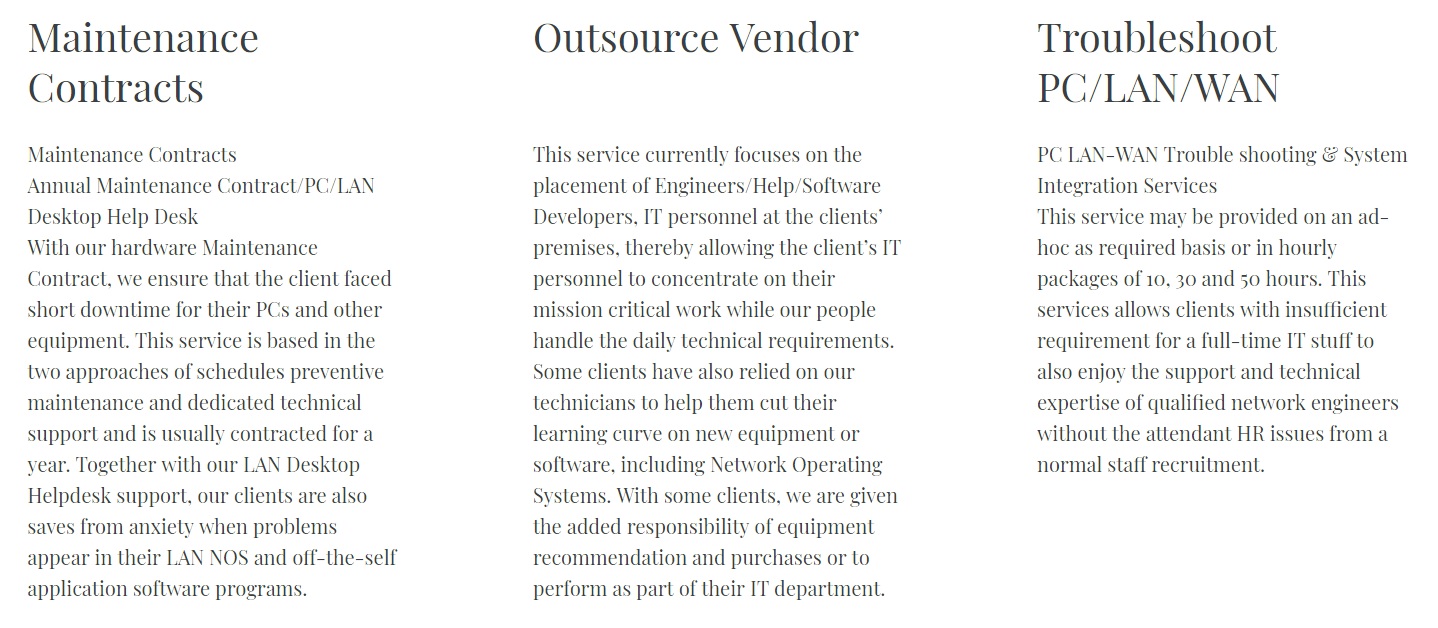 Maintenance
Contracts
Maintenance Contracts
Annual Maintenance Contract/PC/LAN
Desktop Help Desk
With our hardware Maintenance
Contract, we ensure that the client faced
short downtime for their PCs and other
equipment. This service is based in the
two approaches of schedules preventive
maintenance and dedicated technical
support and is usually contracted for a
year. Together with our LAN Desktop
Helpdesk support, our clients are also
saves from anxiety when problems
appear in their LAN NOS and off-the-self
application software programs.
Outsource Vendor
This service currently focuses on the
placement of Engineers/Help/Software
Developers, IT personnel at the clients’
premises, thereby allowing the client’s IT
personnel to concentrate on their
mission critical work while our people
handle the daily technical requirements.
Some clients have also relied on our
technicians to help them cut their
learning curve on new equipment or
software, including Network Operating
Systems. With some clients, we are given
the added responsibility of equipment
recommendation and purchases or to
perform as part of their IT department.
Troubleshoot
PC/LAN/WAN
PC LAN-WAN Trouble shooting & System
Integration Services
This service may be provided on an ad-
hoc as required basis or in hourly
packages of 10, 30 and 50 hours. This
services allows clients with insufficient
requirement for a full-time IT stuff to
also enjoy the support and technical
expertise of qualified network engineers
without the attendant HR issues from a
normal staff recruitment.